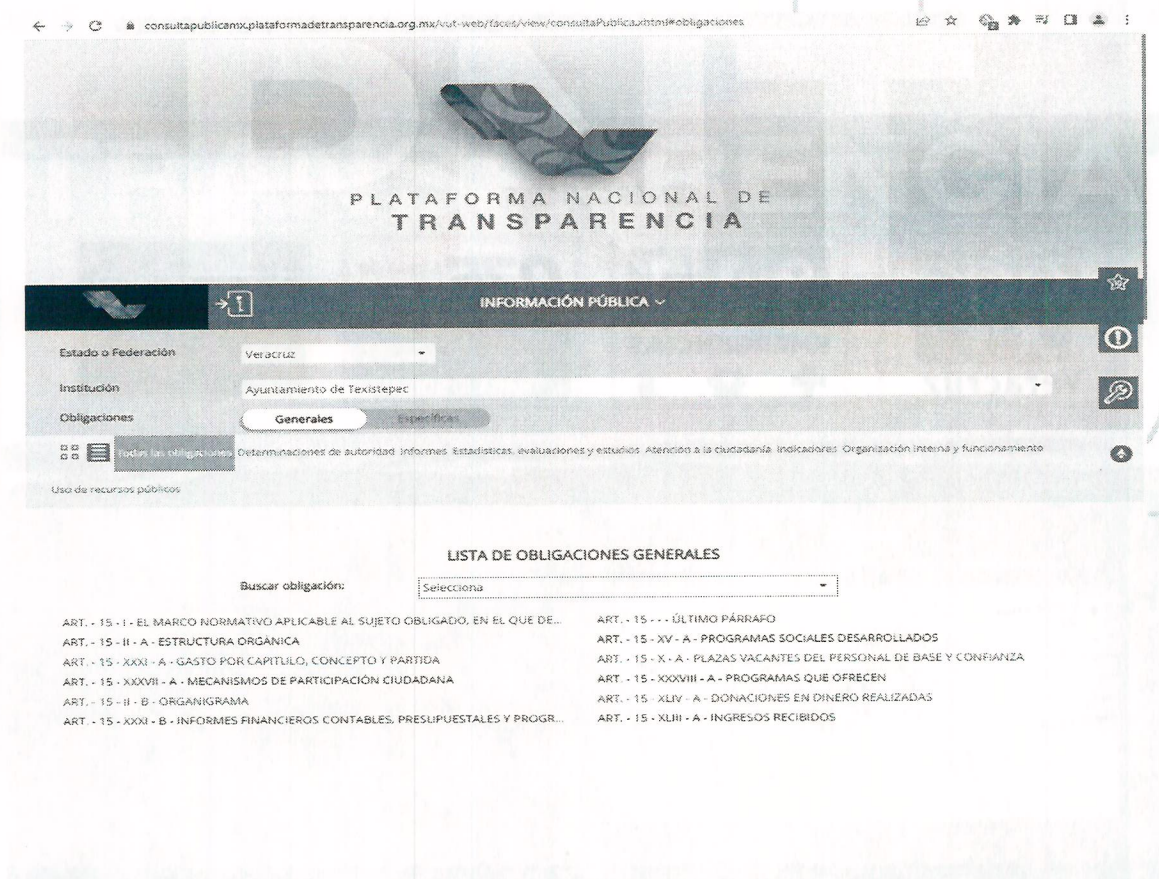 consultapublicamx.plataformadetransparencia.org.mx/vut-web/faces/view/consultaPublica.xhtml#obligaciones
PLATAFORMA NACIONAL DE
TRANSPARENCIA
INFORMACIÓN PÚBLICA
Estado o Federación
Veracruz
Institución
Ayuntamiento de Texistepec
Obligaciones
Generales
Específicas
Todas las obligaciones Determinaciones de autoridad Informes Estadísticas, evaluaciones y estudios Atención a la ciudadanía Indicadores Organización interna y funcionamiento
Uso de recursos públicos
LISTA DE OBLIGACIONES GENERALES
Buscar obligación:
Selecciona
ART. - 15 - I - EL MARCO NORMATIVO APLICABLE AL SUJETO OBLIGADO, EN EL QUE DE...
ART. - 15 - II - A - ESTRUCTURA ORGÁNICA
ART. - 15 - XXXI - A - GASTO POR CAPÍTULO, CONCEPTO Y PARTIDA
ART. - 15 - XXXVII - A - MECANISMOS DE PARTICIPACIÓN CIUDADANA
ART. - 15 - II - B - ORGANIGRAMA
ART. - 15 - XXXI - B - INFORMES FINANCIEROS CONTABLES, PRESUPUESTALES Y PROGR...
ART. - 15 - - - ÚLTIMO PÁRRAFO
ART. - 15 - XV - A - PROGRAMAS SOCIALES DESARROLLADOS
ART. - 15 - X - A - PLAZAS VACANTES DEL PERSONAL DE BASE Y CONFIANZA
ART. - 15 - XXXVIII - A - PROGRAMAS QUE OFRECEN
ART. - 15 - XLIV - A - DONACIONES EN DINERO REALIZADAS
ART. - 15 - XLIII - A - INGRESOS RECIBIDOS